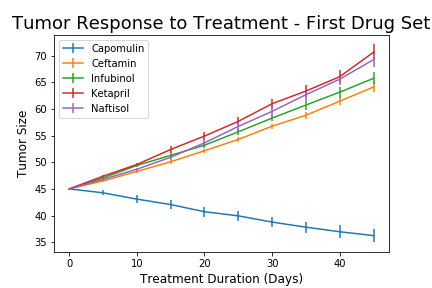 Tumor Response to Treatment - First Drug Set
Capomulin
Ceftamin
Infubinol
Ketapril
Naftisol
Tumor Size
70
65
60
55
50
45
40
35
0 10 20 30 40
Treatment Duration (Days)